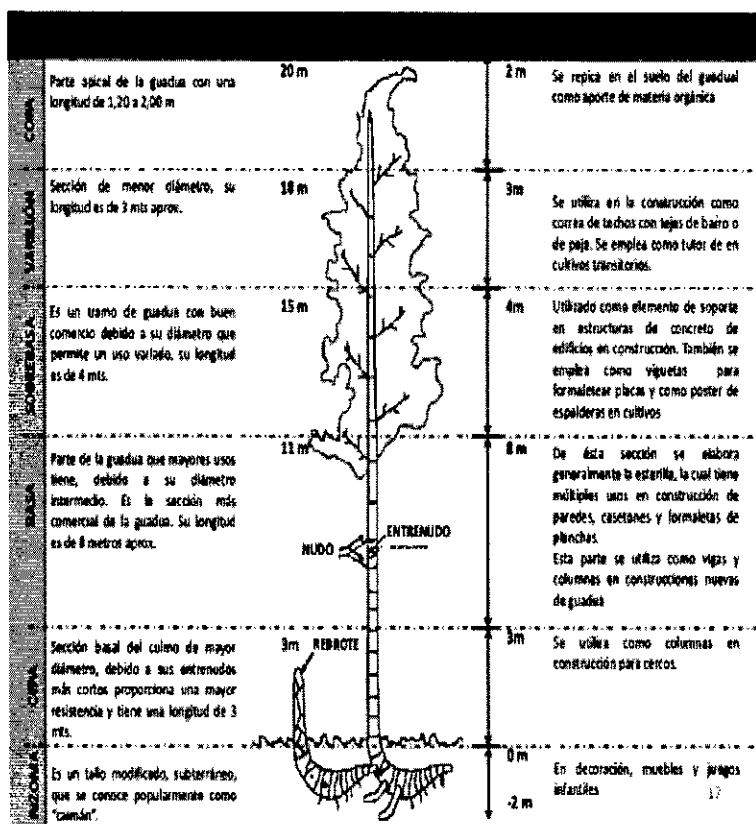 COPA
Parte apical de la guadua con una
longitud de 1,20 a 2,00 m
20 m
2 m
Se repica en el suelo del guadual
como aporte de materia orgánica
VARILLÓN
Sección de menor diámetro, su
longitud es de 3 mts aprox.
18 m
3m
Se utiliza en la construcción como
correa de techos con tejas de barro o
de paja. Se emplea como tutor de en
cultivos transitorios.
SOBREBASA
Es un tramo de guadua con buen
comercio debido a su diámetro que
permite un uso variado, su longitud
es de 4 mts.
15 m
4m
Utilizado como elemento de soporte
en estructuras de concreto de
edificios en construcción. También se
emplea como viguetas para
formaletear placas y como poster de
espalderas en cultivos
BASA
Parte de la guadua que mayores usos
tiene, debido a su diámetro
intermedio. Es la sección más
comercial de la guadua. Su longitud
es de 8 metros aprox.
11 m
NUDO
ENTRENUDO
8 m
De ésta sección se elabora
generalmente la esterilla, la cual tiene
múltiples usos en construcción de
paredes, casetones y formaletas de
planchas.
Esta parte se utiliza como vigas y
columnas en construcciones nuevas
de guadua
CEPA
Sección basal del culmo de mayor
diámetro, debido a sus entrenudos
más cortos proporciona una mayor
resistencia y tiene una longitud de 3
mts.
3m
REBROTE
3m
Se utiliza como columnas en
construcción para cercos.
RIZOMA
Es un tallo modificado, subterráneo,
que se conoce popularmente como
"caimán".
0 m
-2 m
En decoración, muebles y juegos
infantiles
17